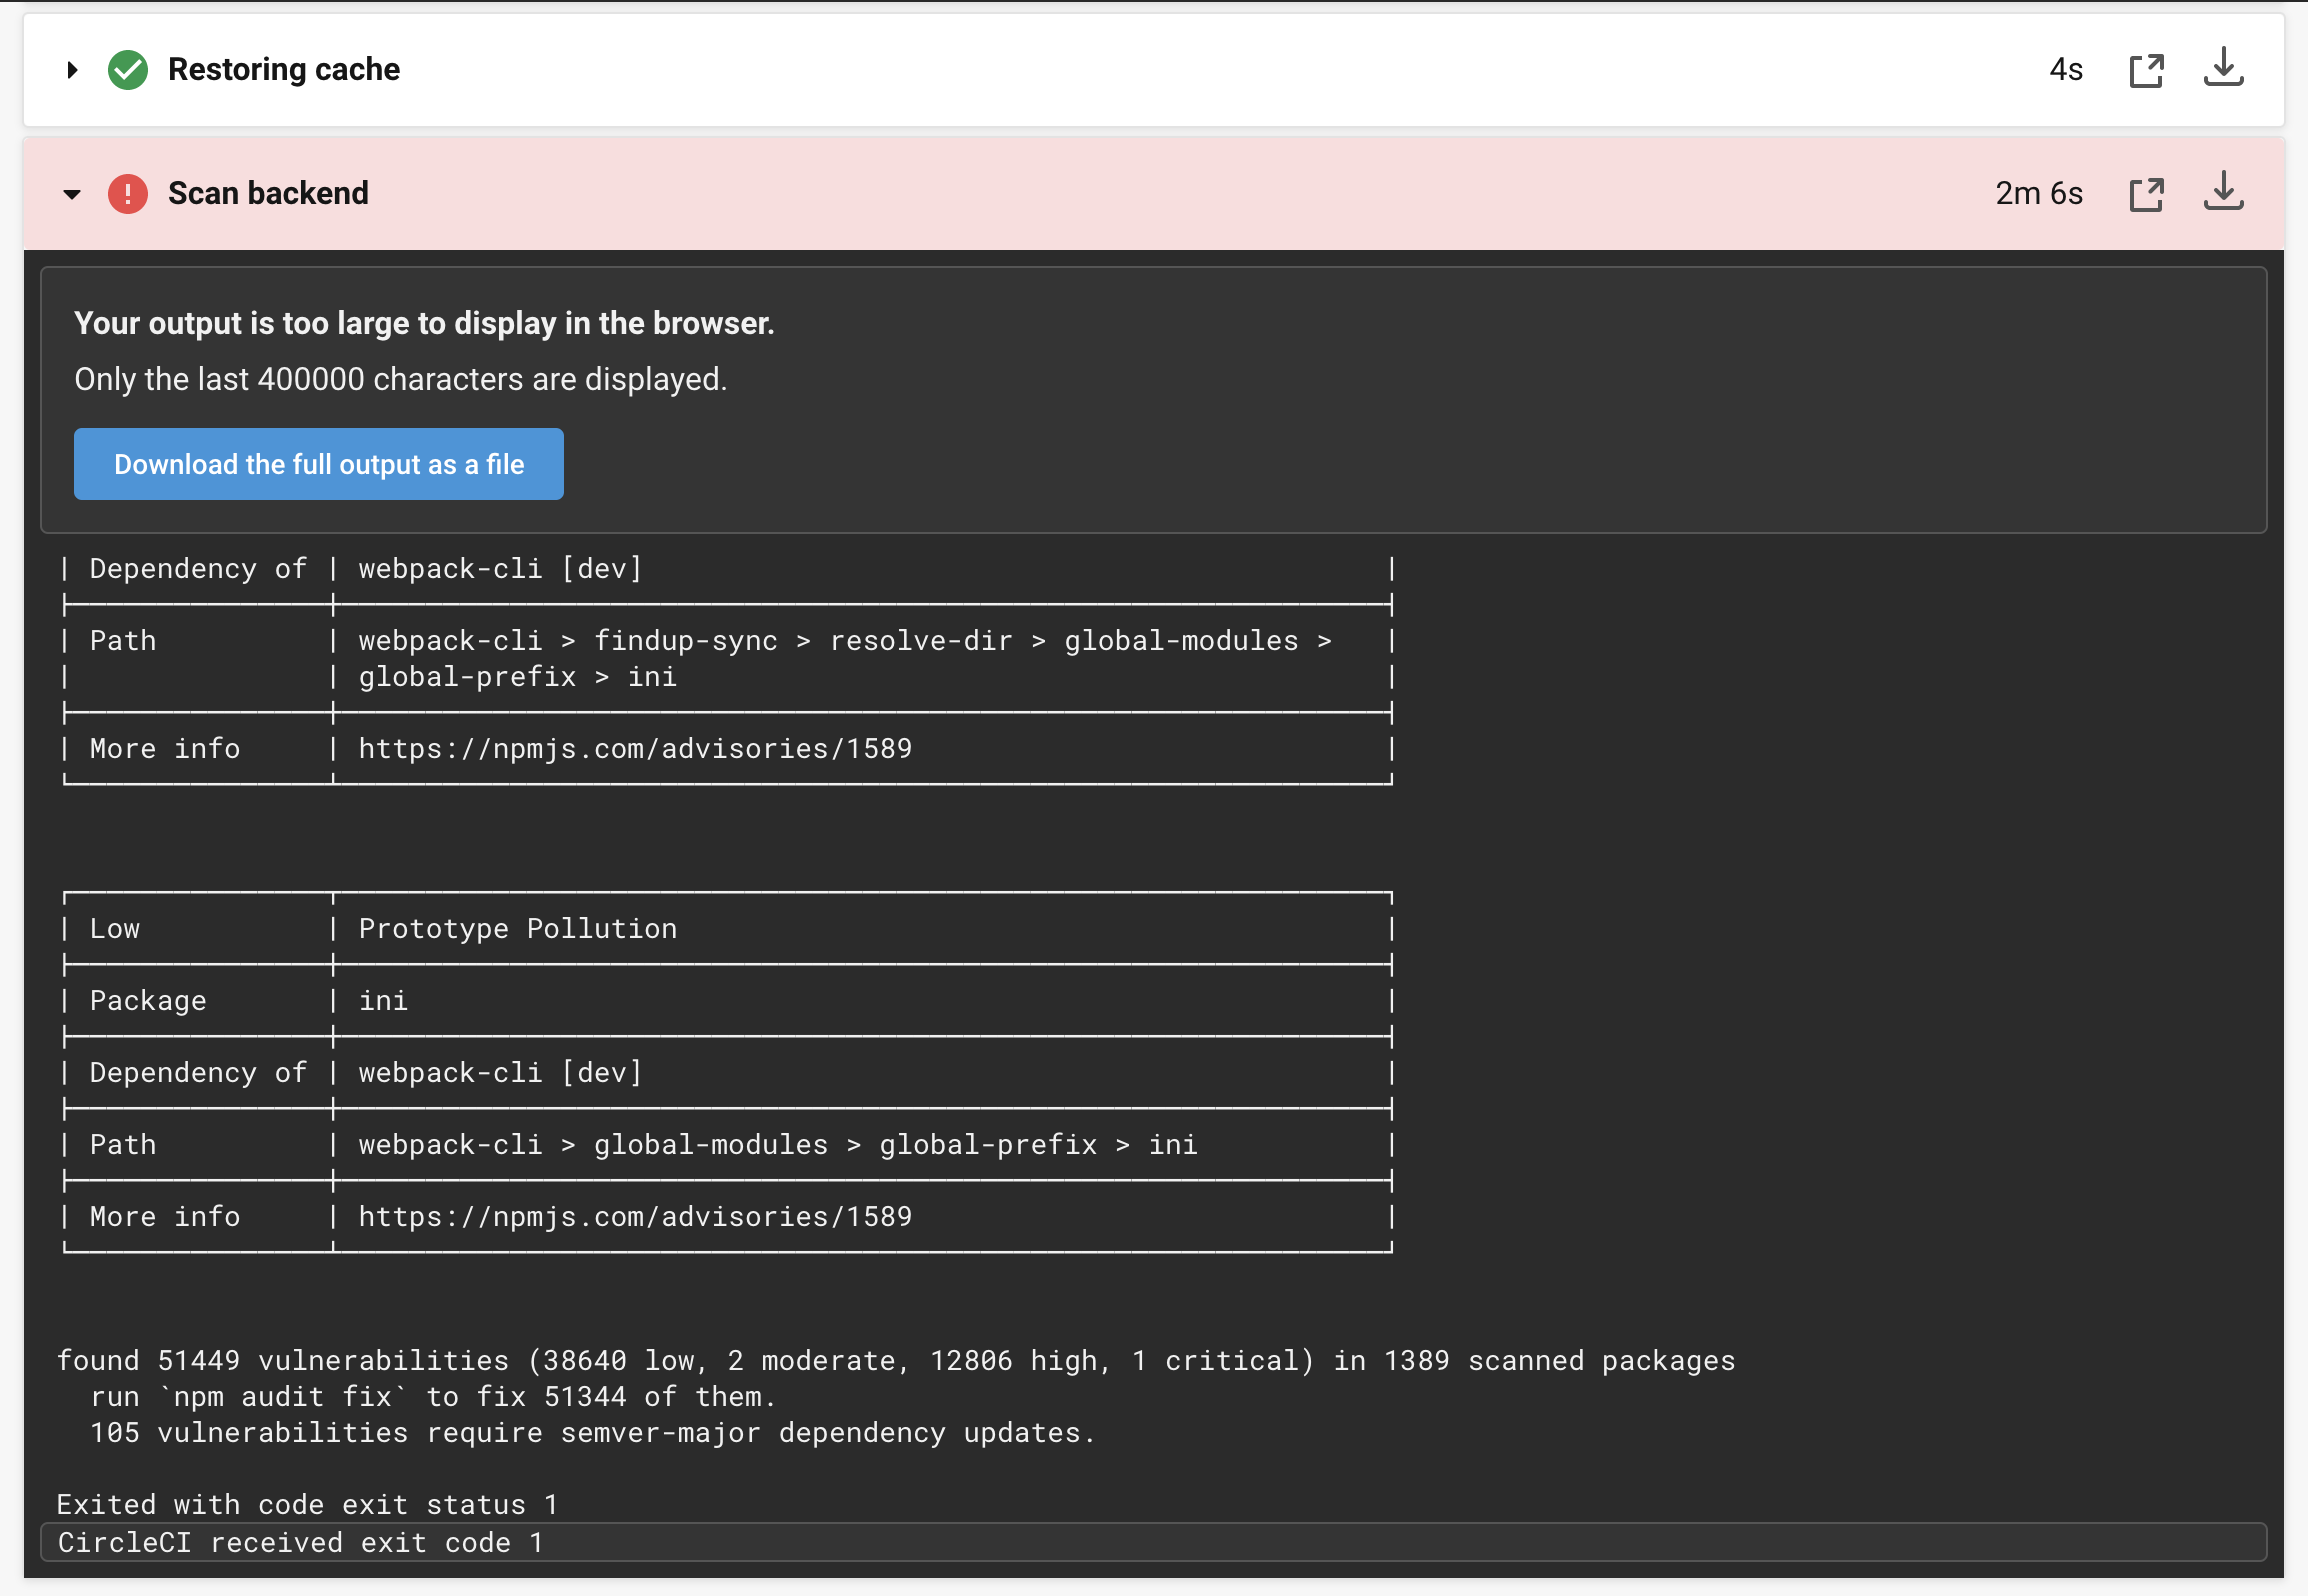 Restoring cache 4s
Scan backend 2m 6s
Your output is too large to display in the browser.
Only the last 400000 characters are displayed.
Download the full output as a file
| Dependency of | webpack-cli [dev] |
| Path | webpack-cli > findup-sync > resolve-dir > global-modules > |
| | global-prefix > ini |
| More info | https://npmjs.com/advisories/1589 |
| Low | Prototype Pollution |
| Package | ini |
| Dependency of | webpack-cli [dev] |
| Path | webpack-cli > global-modules > global-prefix > ini |
| More info | https://npmjs.com/advisories/1589 |
found 51449 vulnerabilities (38640 low, 2 moderate, 12806 high, 1 critical) in 1389 scanned packages
run `npm audit fix` to fix 51344 of them.
105 vulnerabilities require semver-major dependency updates.
Exited with code exit status 1
CircleCI received exit code 1